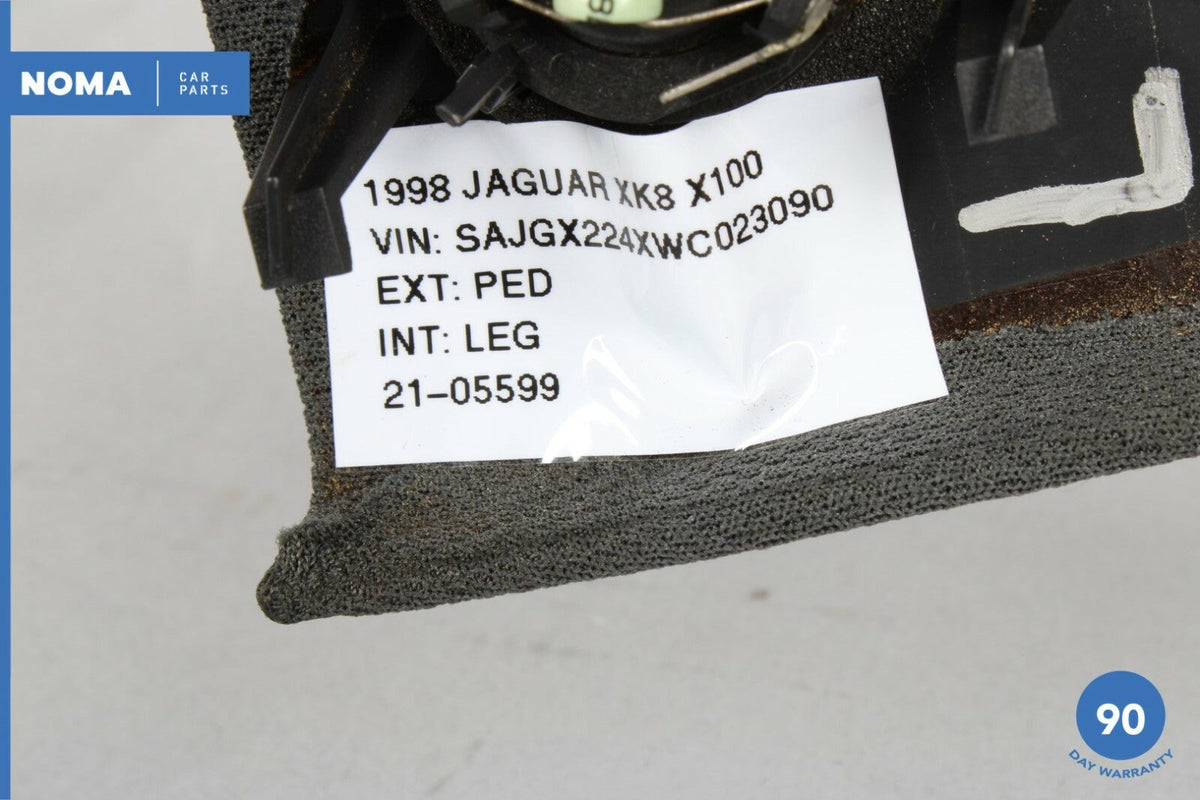 NOMA
CAR
PARTS
1998 JAGUAR XK8 X100
VIN: SAJGX224XWC023090
EXT: PED
INT: LEG
21-05599
L
90
DAY WARRANTY